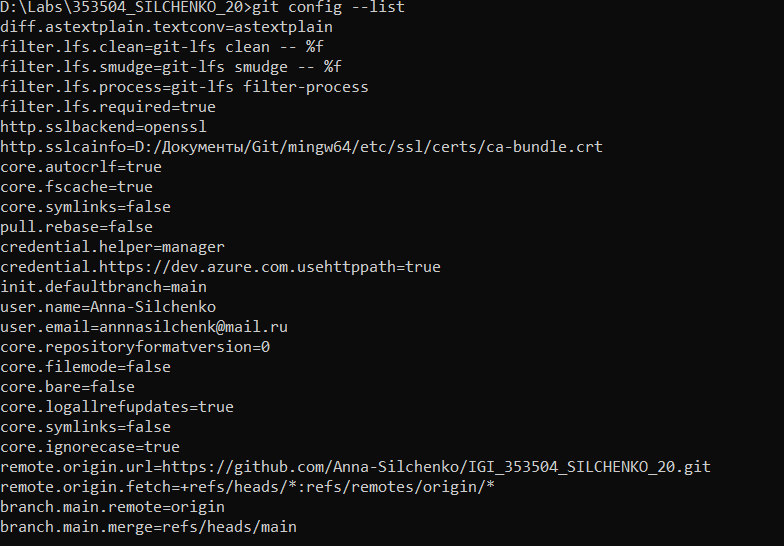 D:\Labs\353504_SILCHENKO_20>git config --list
diff.astextplain.textconv=astextplain
filter.lfs.clean=git-lfs clean -- %f
filter.lfs.smudge=git-lfs smudge -- %f
filter.lfs.process=git-lfs filter-process
filter.lfs.required=true
http.sslbackend=openssl
http.sslcainfo=D:/Документы/Git/mingw64/etc/ssl/certs/ca-bundle.crt
core.autocrlf=true
core.fscache=true
core.symlinks=false
pull.rebase=false
credential.helper=manager
credential.https://dev.azure.com.usehttppath=true
init.defaultbranch=main
user.name=Anna-Silchenko
user.email=annnasilchenk@mail.ru
core.repositoryformatversion=0
core.filemode=false
core.bare=false
core.logallrefupdates=true
core.symlinks=false
core.ignorecase=true
remote.origin.url=https://github.com/Anna-Silchenko/IGI_353504_SILCHENKO_20.git
remote.origin.fetch=+refs/heads/*:refs/remotes/origin/*
branch.main.remote=origin
branch.main.merge=refs/heads/main